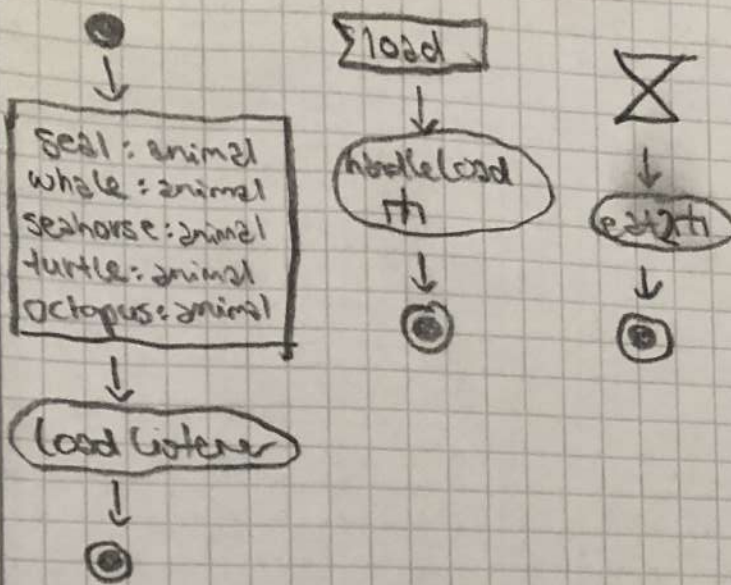 seal : animal
whale : animal
seahorse : animal
turtle : animal
octopus : animal
load Listener
load
handleLoad